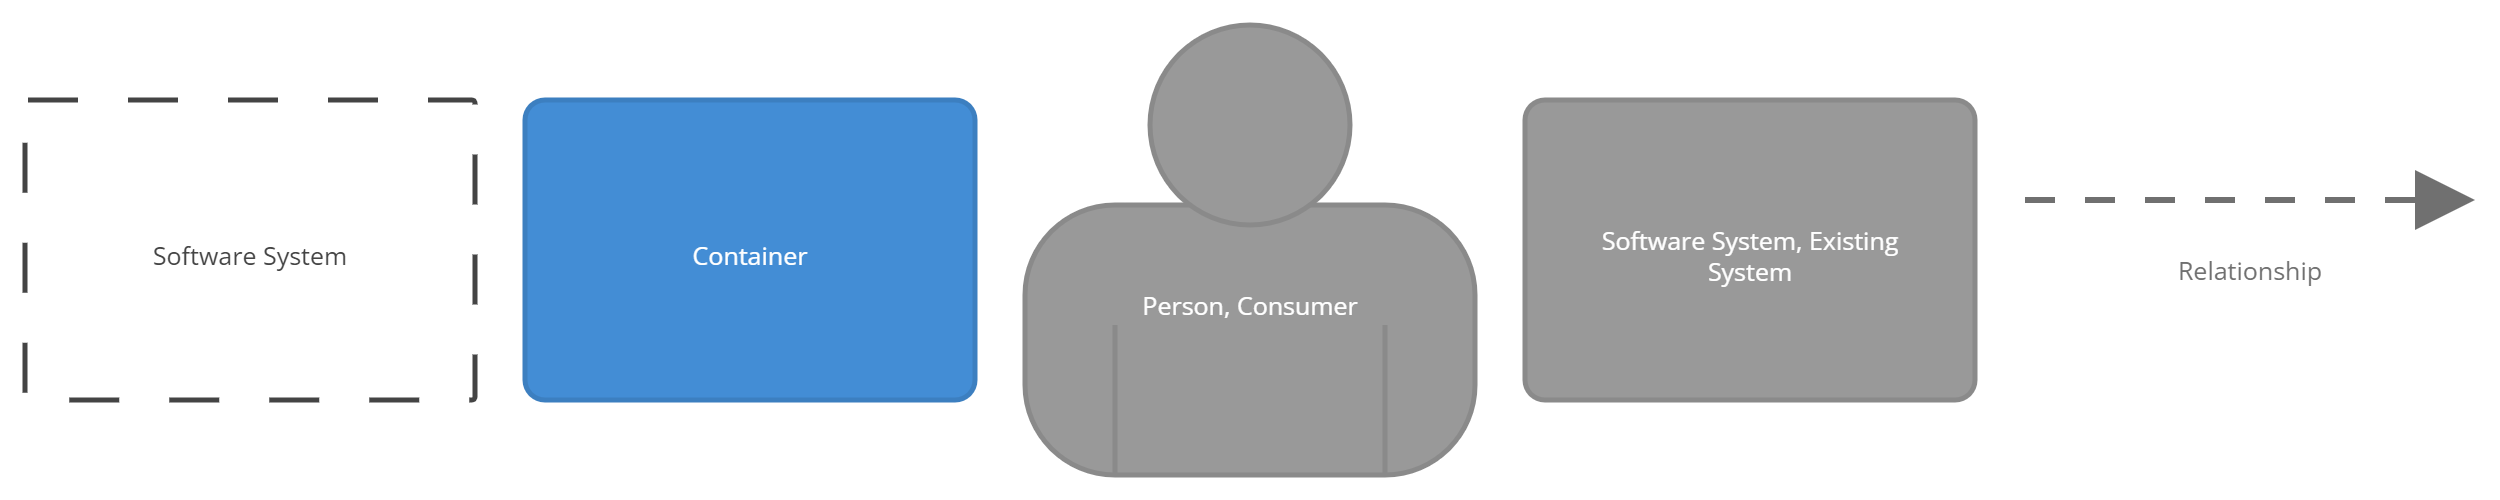 Software System
Container
Person, Consumer
Software System, Existing
System
Relationship